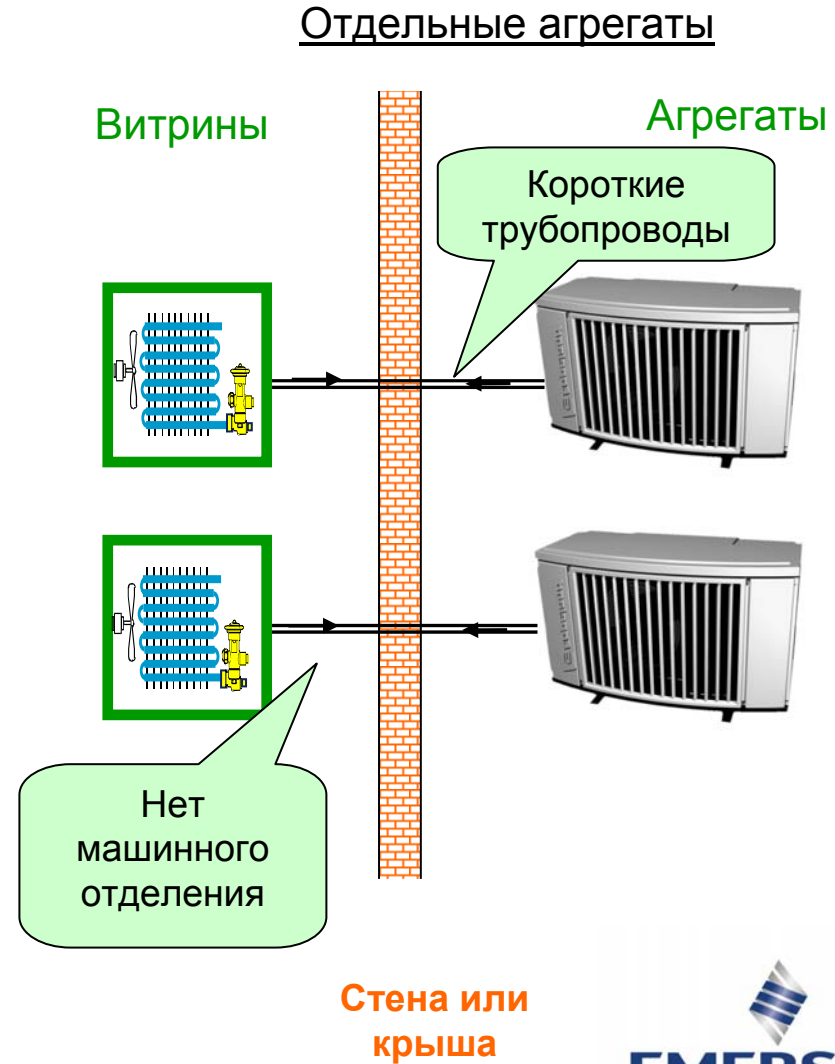 Отдельные агрегаты
Витрины
Агрегаты
Короткие
трубопроводы
Нет
машинного
отделения
Стена или
крыша